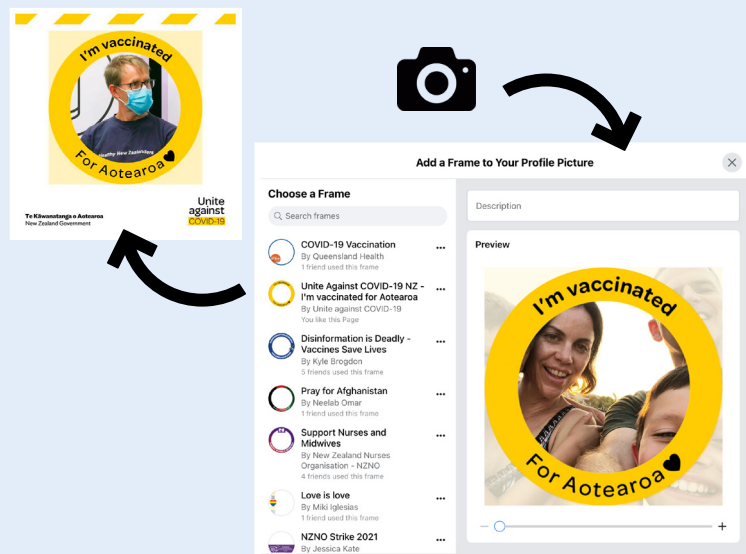 I'm vaccinated
Healthy New Zealanders
For Aotearoa
Te Kāwanatanga o Aotearoa
New Zealand Government
Unite
against
COVID-19
Add a Frame to Your Profile Picture
Choose a Frame
Search frames
COVID-19 Vaccination
By Queensland Health
1 friend used this frame
Unite Against COVID-19 NZ -
I'm vaccinated for Aotearoa
By Unite against COVID-19
You like this Page
Disinformation is Deadly -
Vaccines Save Lives
By Kyle Brogdon
5 friends used this frame
Pray for Afghanistan
By Neelab Omar
1 friend used this frame
Support Nurses and
Midwives
By New Zealand Nurses
Organisation - NZNO
4 friends used this frame
Love is love
By Miki Iglesias
1 friend used this frame
NZNO Strike 2021
By Jessica Kate
Description
Preview
I'm vaccinated
For Aotearoa